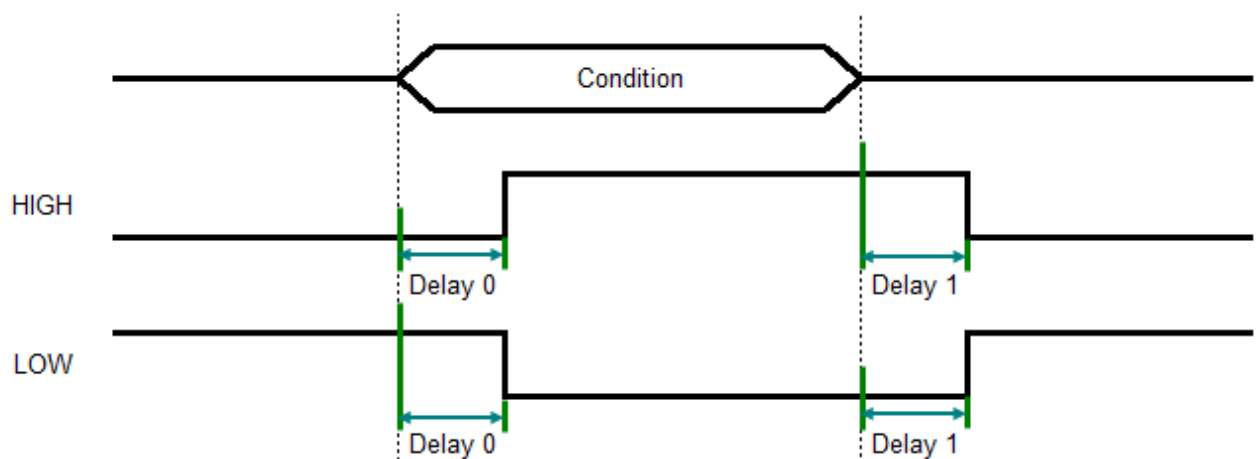 Condition
HIGH
Delay 0
Delay 1
LOW
Delay 0
Delay 1